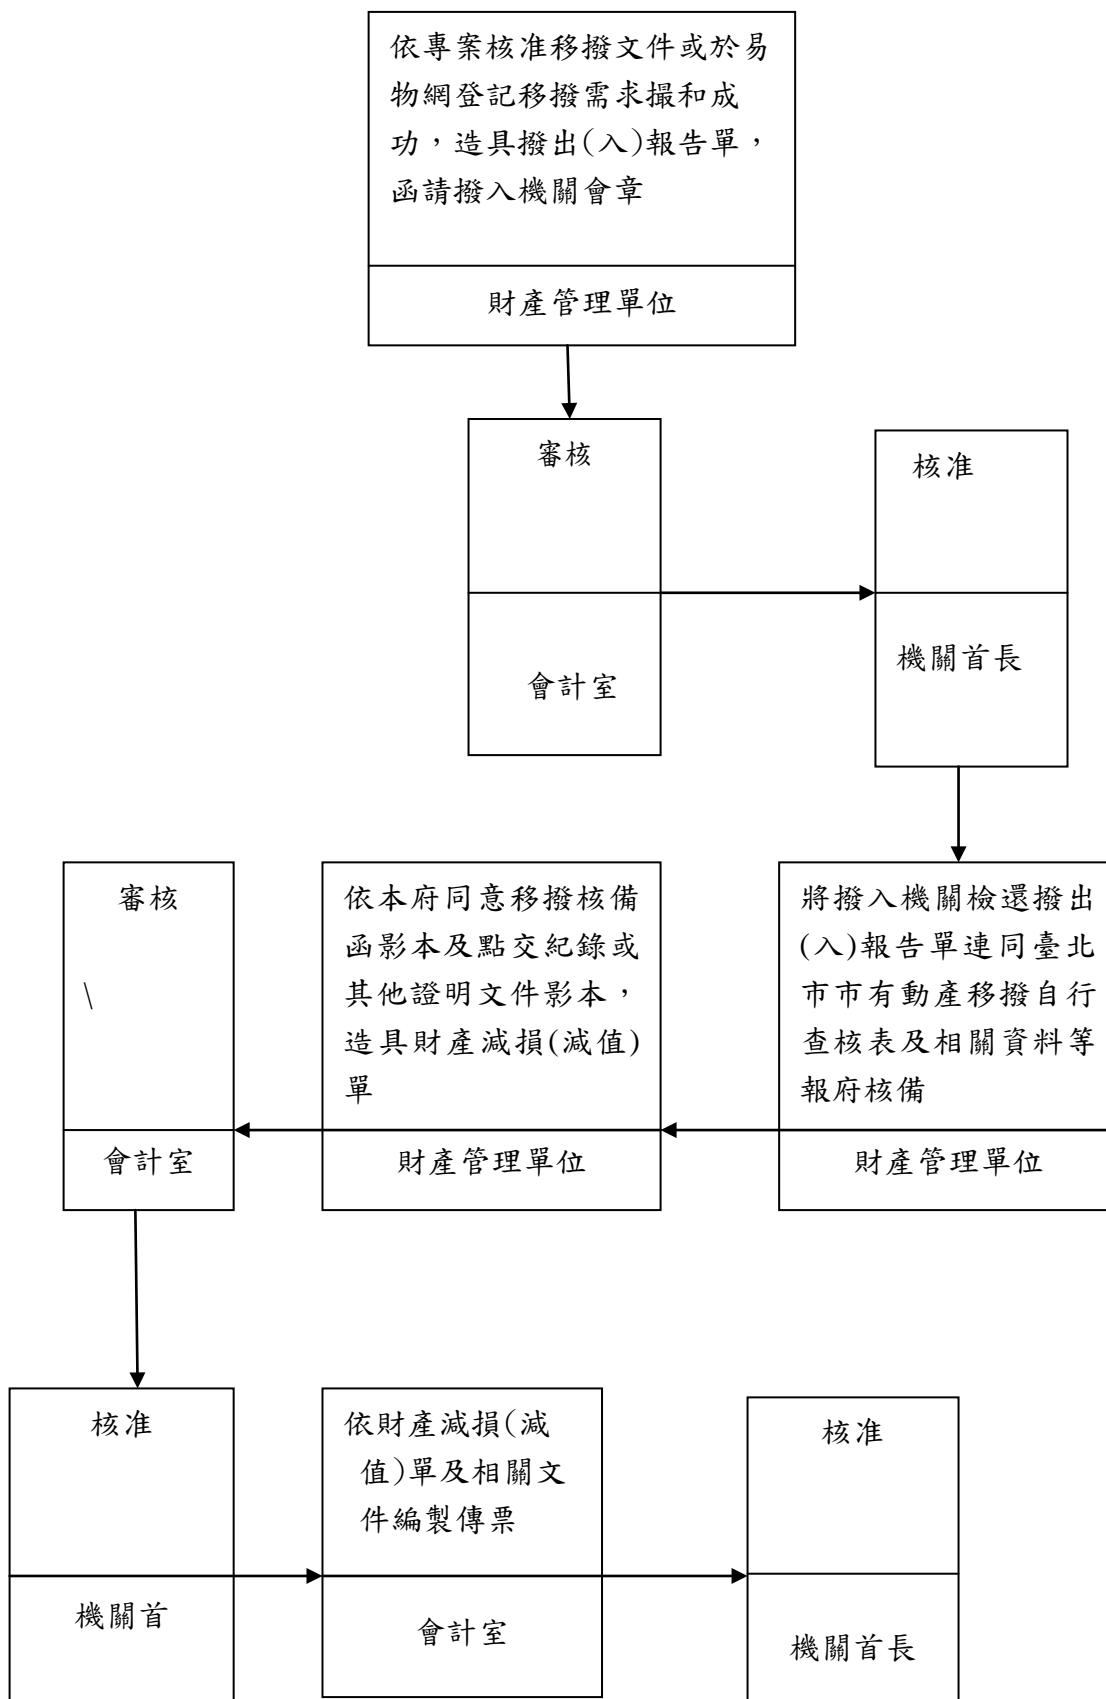 依專案核准移撥文件或於易
物網登記移撥需求撮和成
功，造具撥出(入)報告單，
函請撥入機關會章
財產管理單位
審核
會計室
核准
機關首長
將撥入機關檢還撥出
(入)報告單連同臺北
市市有動產移撥自行
查核表及相關資料等
報府核備
財產管理單位
依本府同意移撥核備
函影本及點交紀錄或
其他證明文件影本，
造具財產減損(減值)
單
財產管理單位
審核
\
會計室
核准
機關首
依財產減損(減
值)單及相關文
件編製傳票
會計室
核准
機關首長